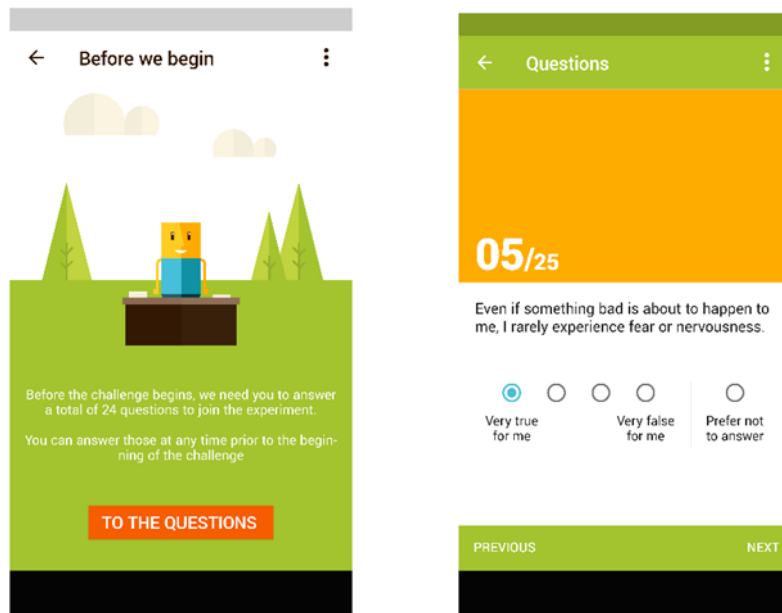 Before we begin
Before the challenge begins, we need you to answer
a total of 24 questions to join the experiment.
You can answer those at any time prior to the begin-
ning of the challenge
TO THE QUESTIONS
Questions
05/25
Even if something bad is about to happen to
me, I rarely experience fear or nervousness.
Very true
for me
Very false
for me
Prefer not
to answer
PREVIOUS
NEXT